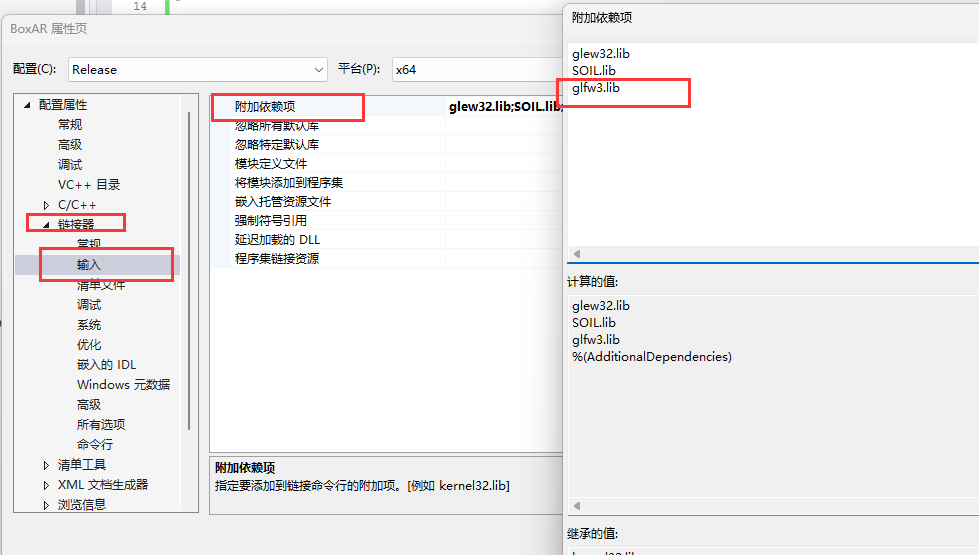 14
BoxAR 属性页
配置(C):
Release
平台(P):
x64
配置属性
常规
高级
调试
VC++ 目录
C/C++
链接器
常规
输入
清单文件
调试
系统
优化
嵌入的 IDL
Windows 元数据
高级
所有选项
命令行
清单工具
XML 文档生成器
浏览信息
附加依赖项
glew32.lib;SOIL.lib;
忽略所有默认库
忽略特定默认库
模块定义文件
将模块添加到程序集
嵌入托管资源文件
强制符号引用
延迟加载的 DLL
程序集链接资源
附加依赖项
指定要添加到链接命令行的附加项。[例如 kernel32.lib]
附加依赖项
glew32.lib
SOIL.lib
glfw3.lib
计算的值:
glew32.lib
SOIL.lib
glfw3.lib
%(AdditionalDependencies)
继承的值: